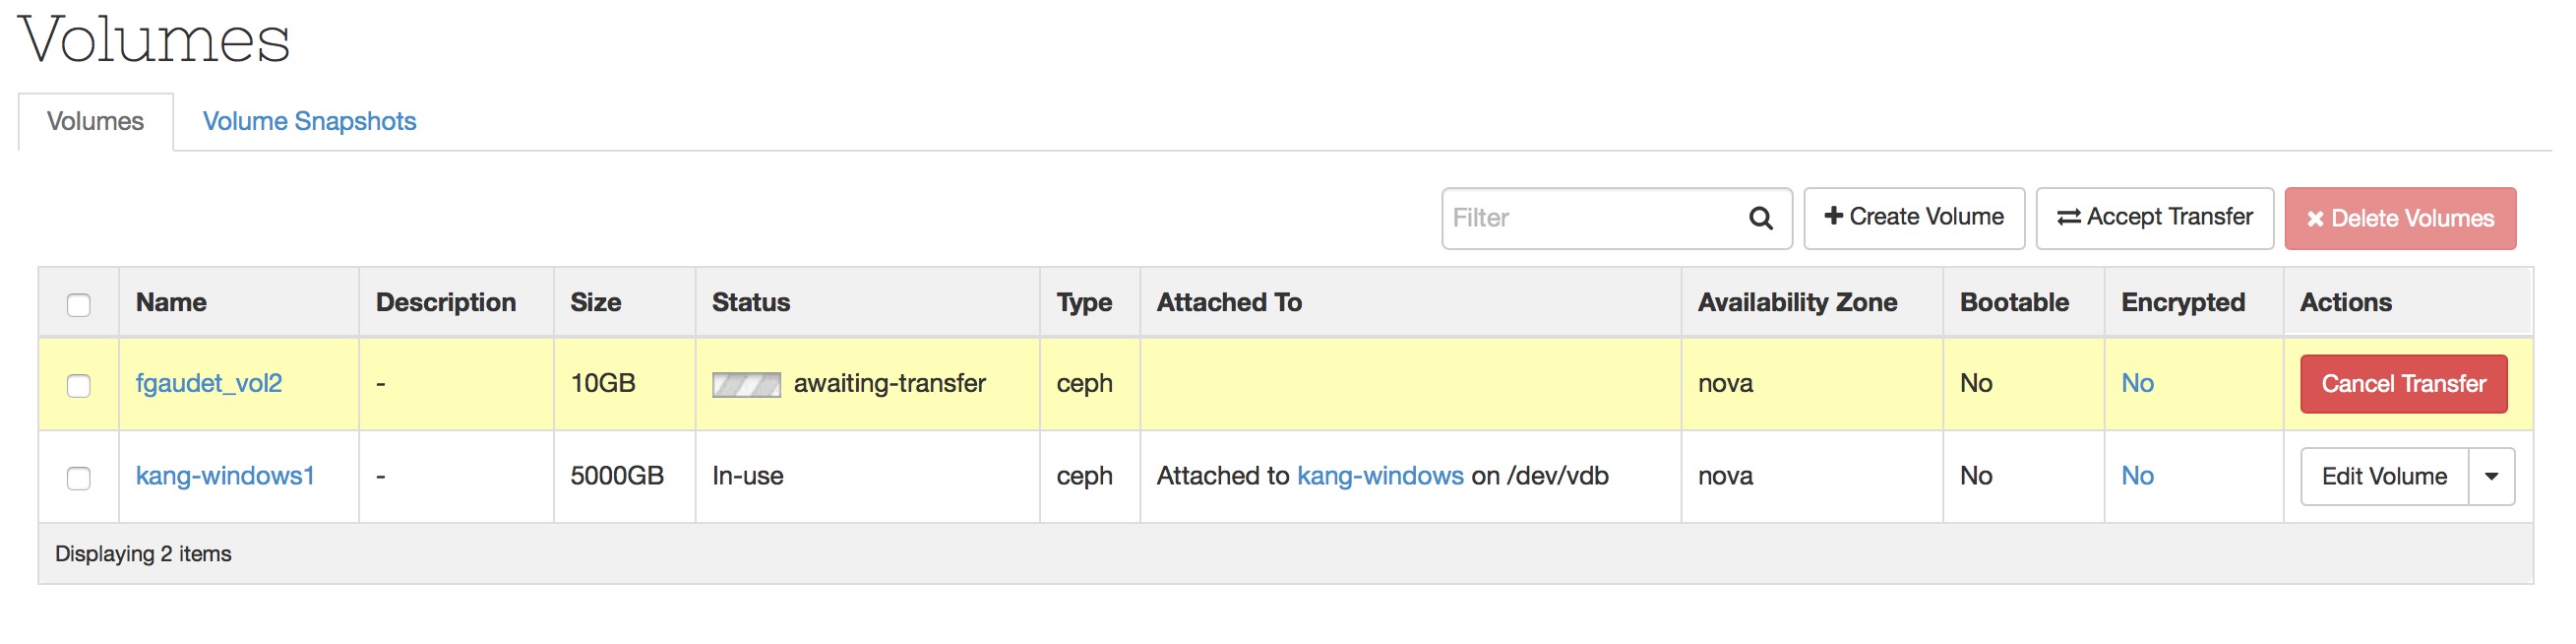 Volumes
Volumes Volume Snapshots
Filter Create Volume Accept Transfer Delete Volumes
Name Description Size Status Type Attached To Availability Zone Bootable Encrypted Actions
fgaudet_vol2 - 10GB awaiting-transfer ceph nova No No Cancel Transfer
kang-windows1 - 5000GB In-use ceph Attached to kang-windows on /dev/vdb nova No No Edit Volume
Displaying 2 items